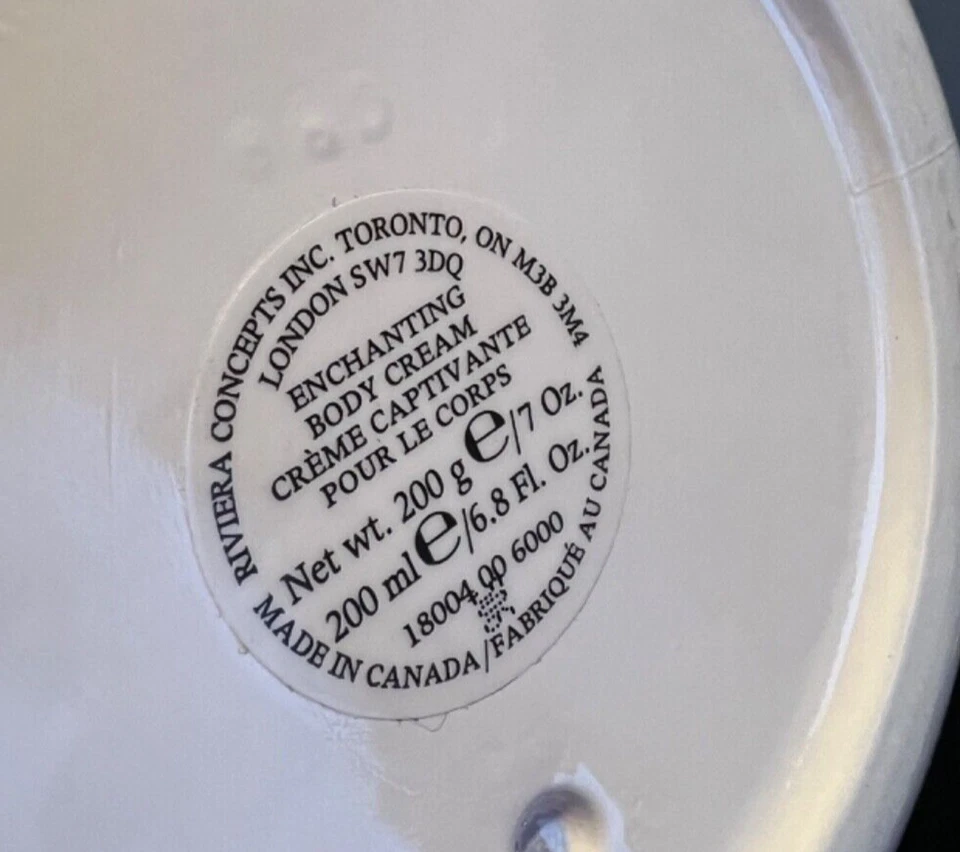 RIVIERA CONCEPTS INC. TORONTO, ON M3B 3M4
LONDON SW7 3DQ
ENCHANTING
BODY CREAM
CRÈME CAPTIVANTE
POUR LE CORPS
Net wt. 200 g e/7 Oz.
200 ml e/6.8 Fl. Oz.
18004 00 6000
MADE IN CANADA/FABRIQUÉ AU CANADA